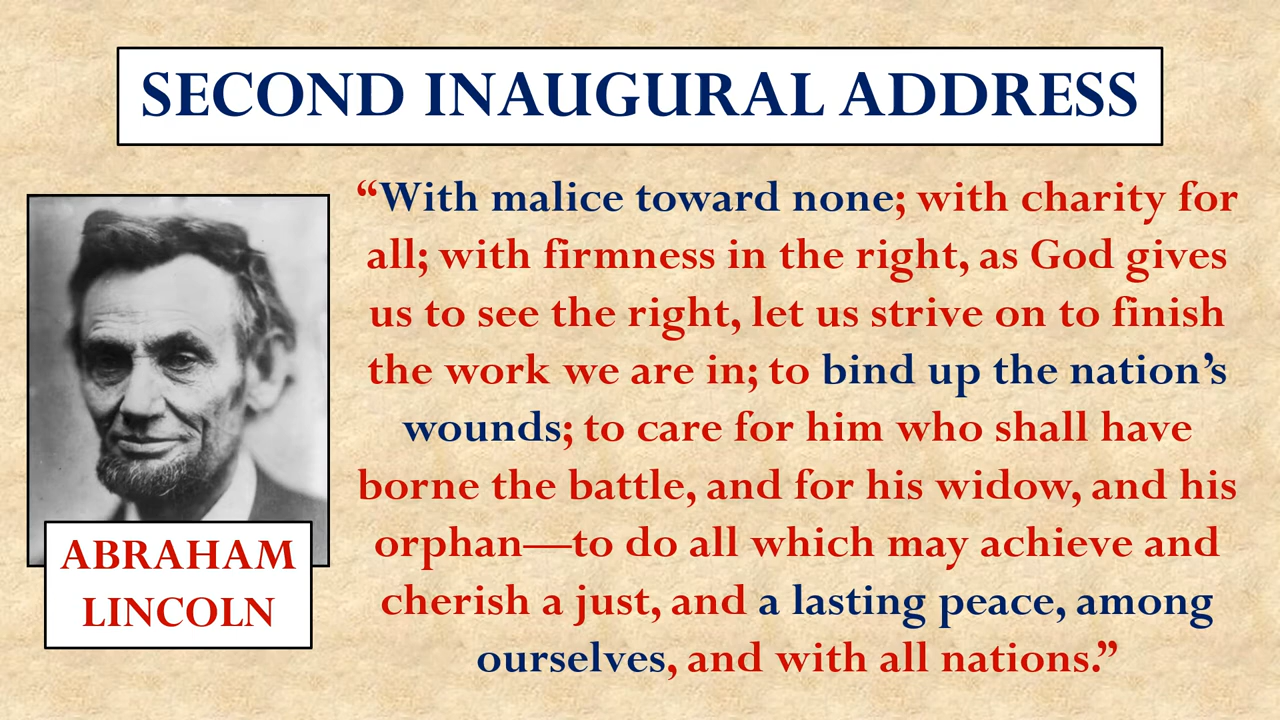 SECOND INAUGURAL ADDRESS
“With malice toward none; with charity for
all; with firmness in the right, as God gives
us to see the right, let us strive on to finish
the work we are in; to bind up the nation’s
wounds; to care for him who shall have
borne the battle, and for his widow, and his
orphan—to do all which may achieve and
cherish a just, and a lasting peace, among
ourselves, and with all nations.”
ABRAHAM
LINCOLN